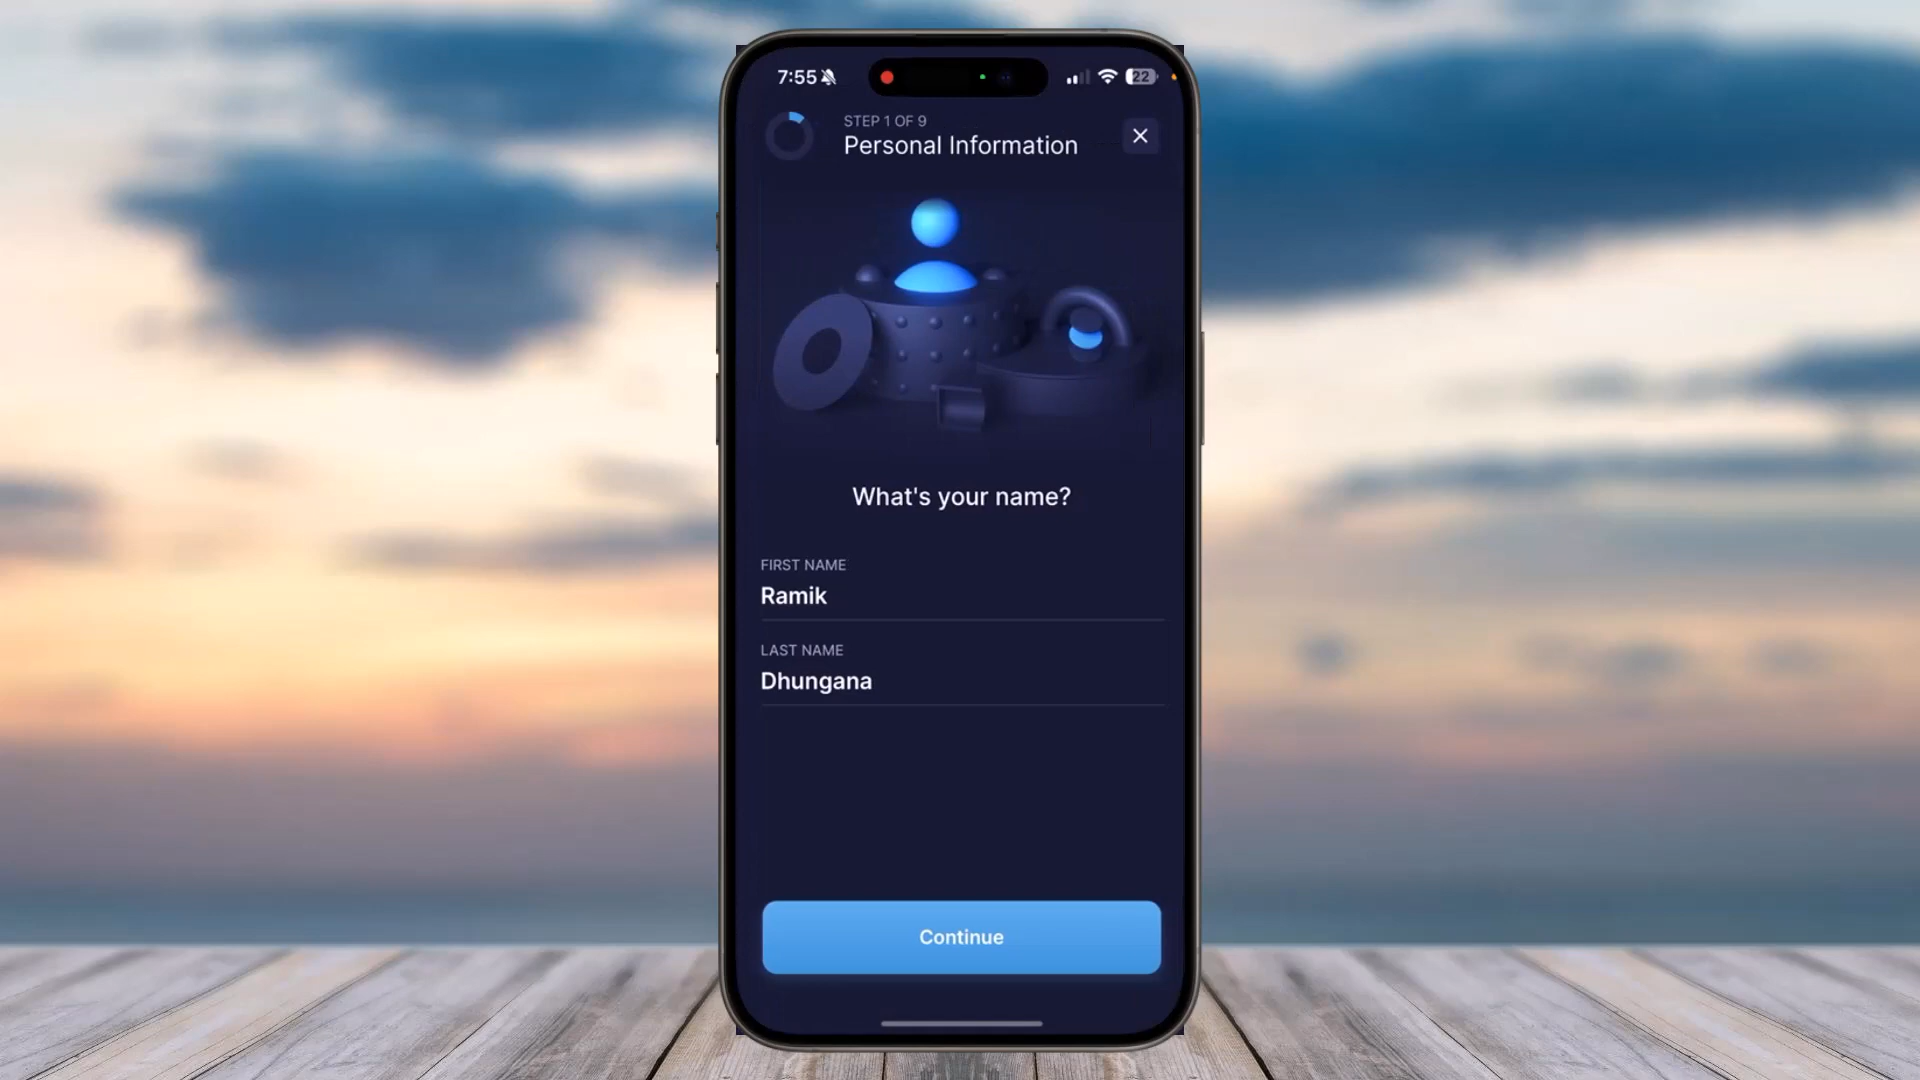 7:55
22
STEP 1 OF 9
Personal Information
What's your name?
FIRST NAME
Ramik
LAST NAME
Dhungana
Continue